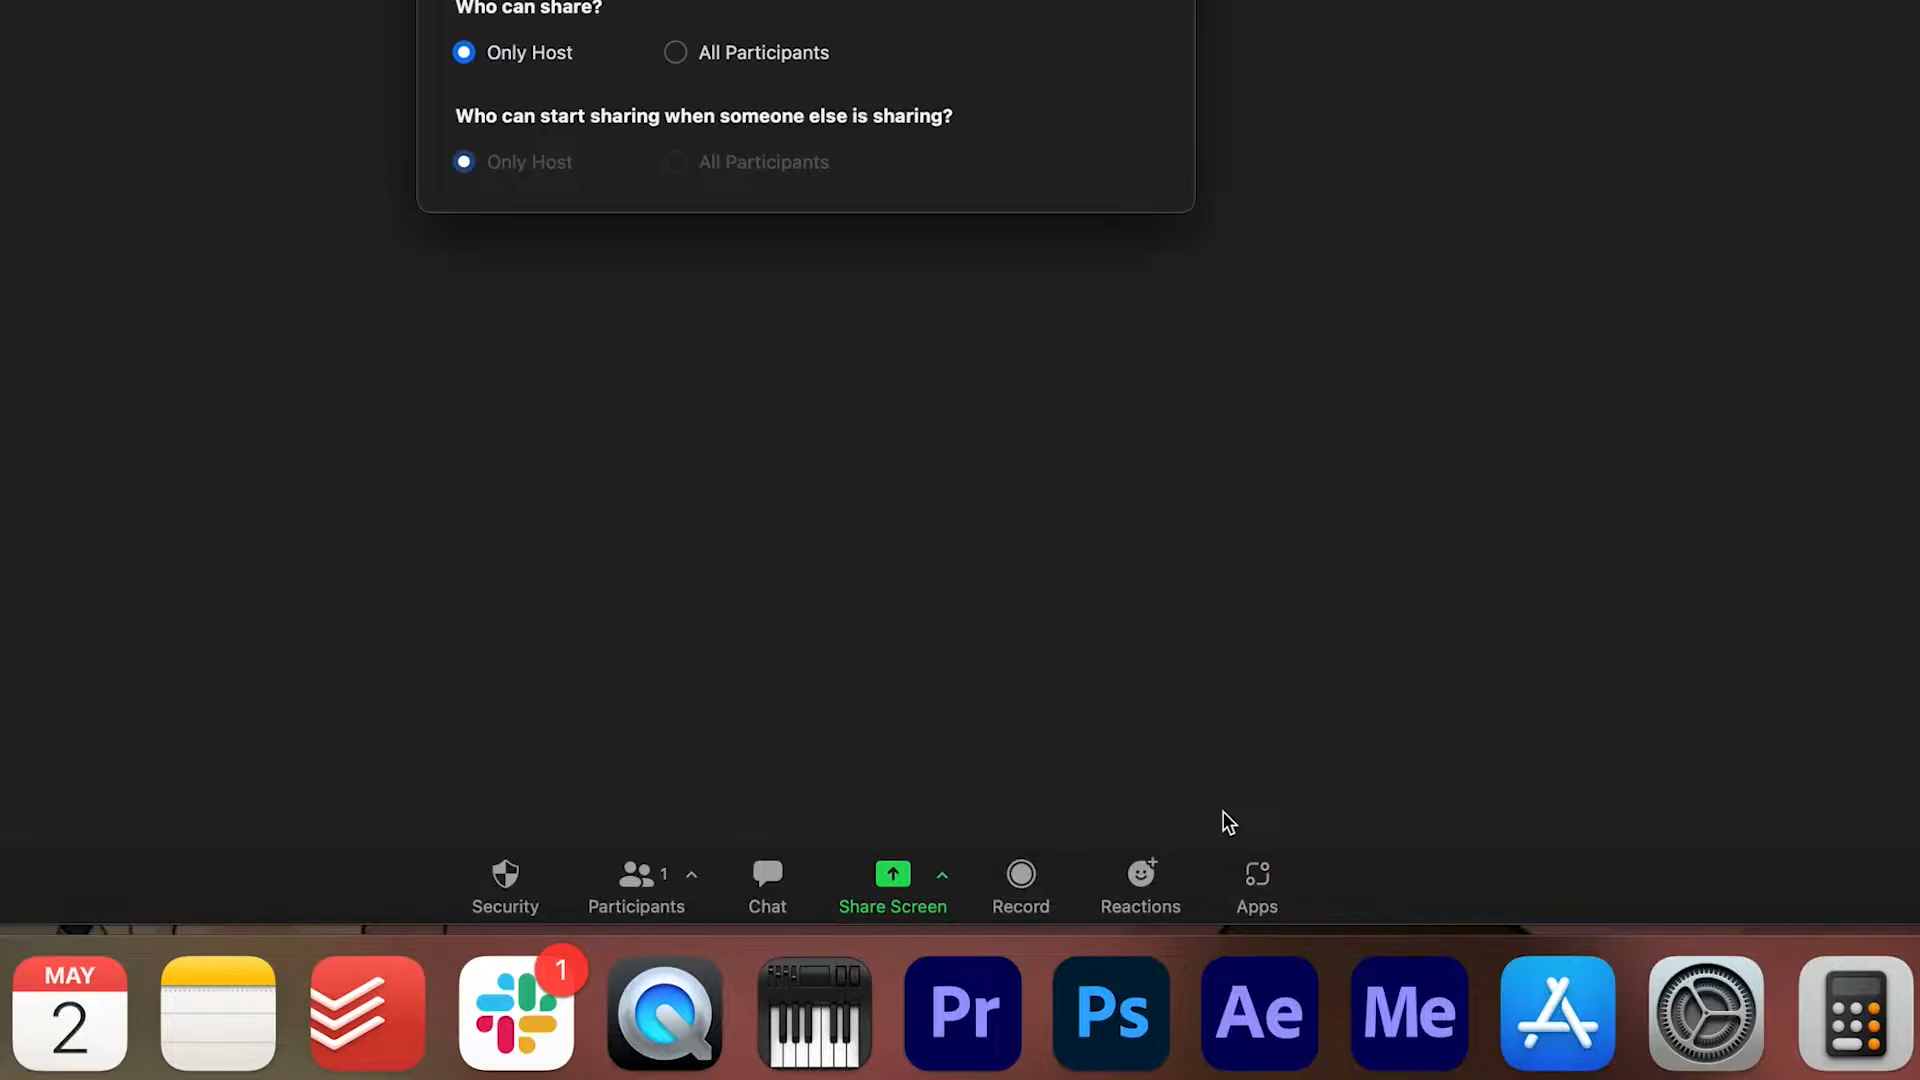 Who can share?
Only Host All Participants
Who can start sharing when someone else is sharing?
Only Host All Participants
1
Security Participants Chat Share Screen Record Reactions Apps
1
MAY
2
Pr Ps Ae Me